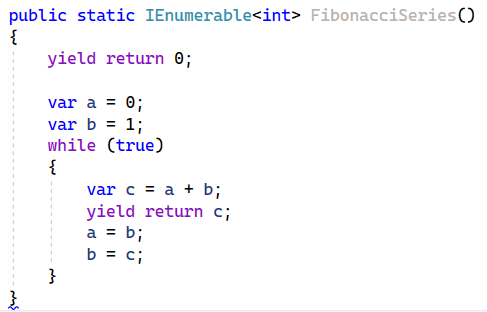 public static IEnumerable<int> FibonacciSeries()
{
    yield return 0;

    var a = 0;
    var b = 1;
    while (true)
    {
        var c = a + b;
        yield return c;
        a = b;
        b = c;
    }
}